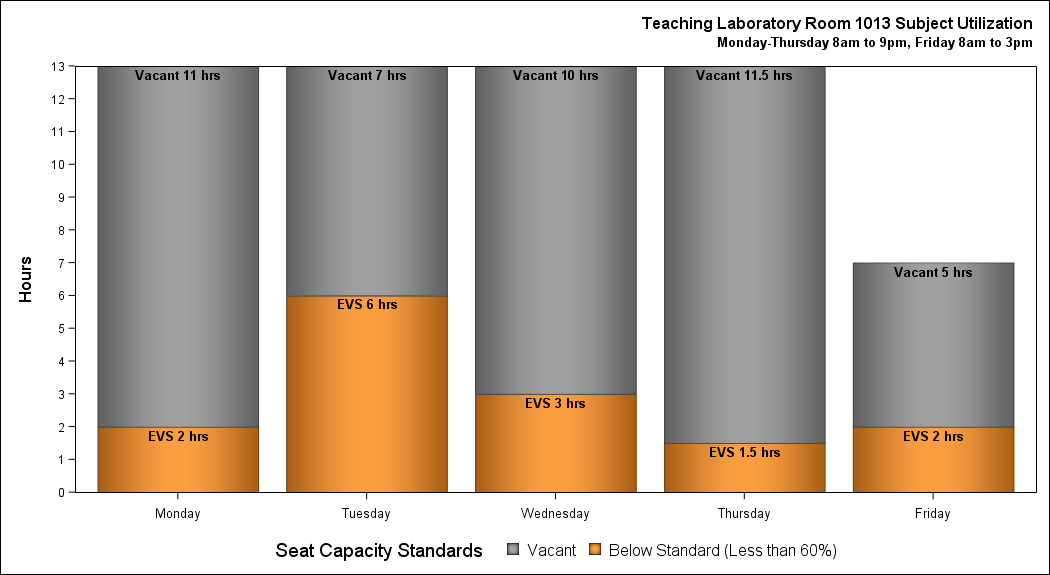 Teaching Laboratory Room 1013 Subject Utilization
Monday-Thursday 8am to 9pm, Friday 8am to 3pm
Hours
13
12
11
10
9
8
7
6
5
4
3
2
1
0
Vacant 11 hrs
Vacant 7 hrs
Vacant 10 hrs
Vacant 11.5 hrs
Vacant 5 hrs
EVS 2 hrs
EVS 6 hrs
EVS 3 hrs
EVS 1.5 hrs
EVS 2 hrs
Monday
Tuesday
Wednesday
Thursday
Friday
Seat Capacity Standards Vacant Below Standard (Less than 60%)